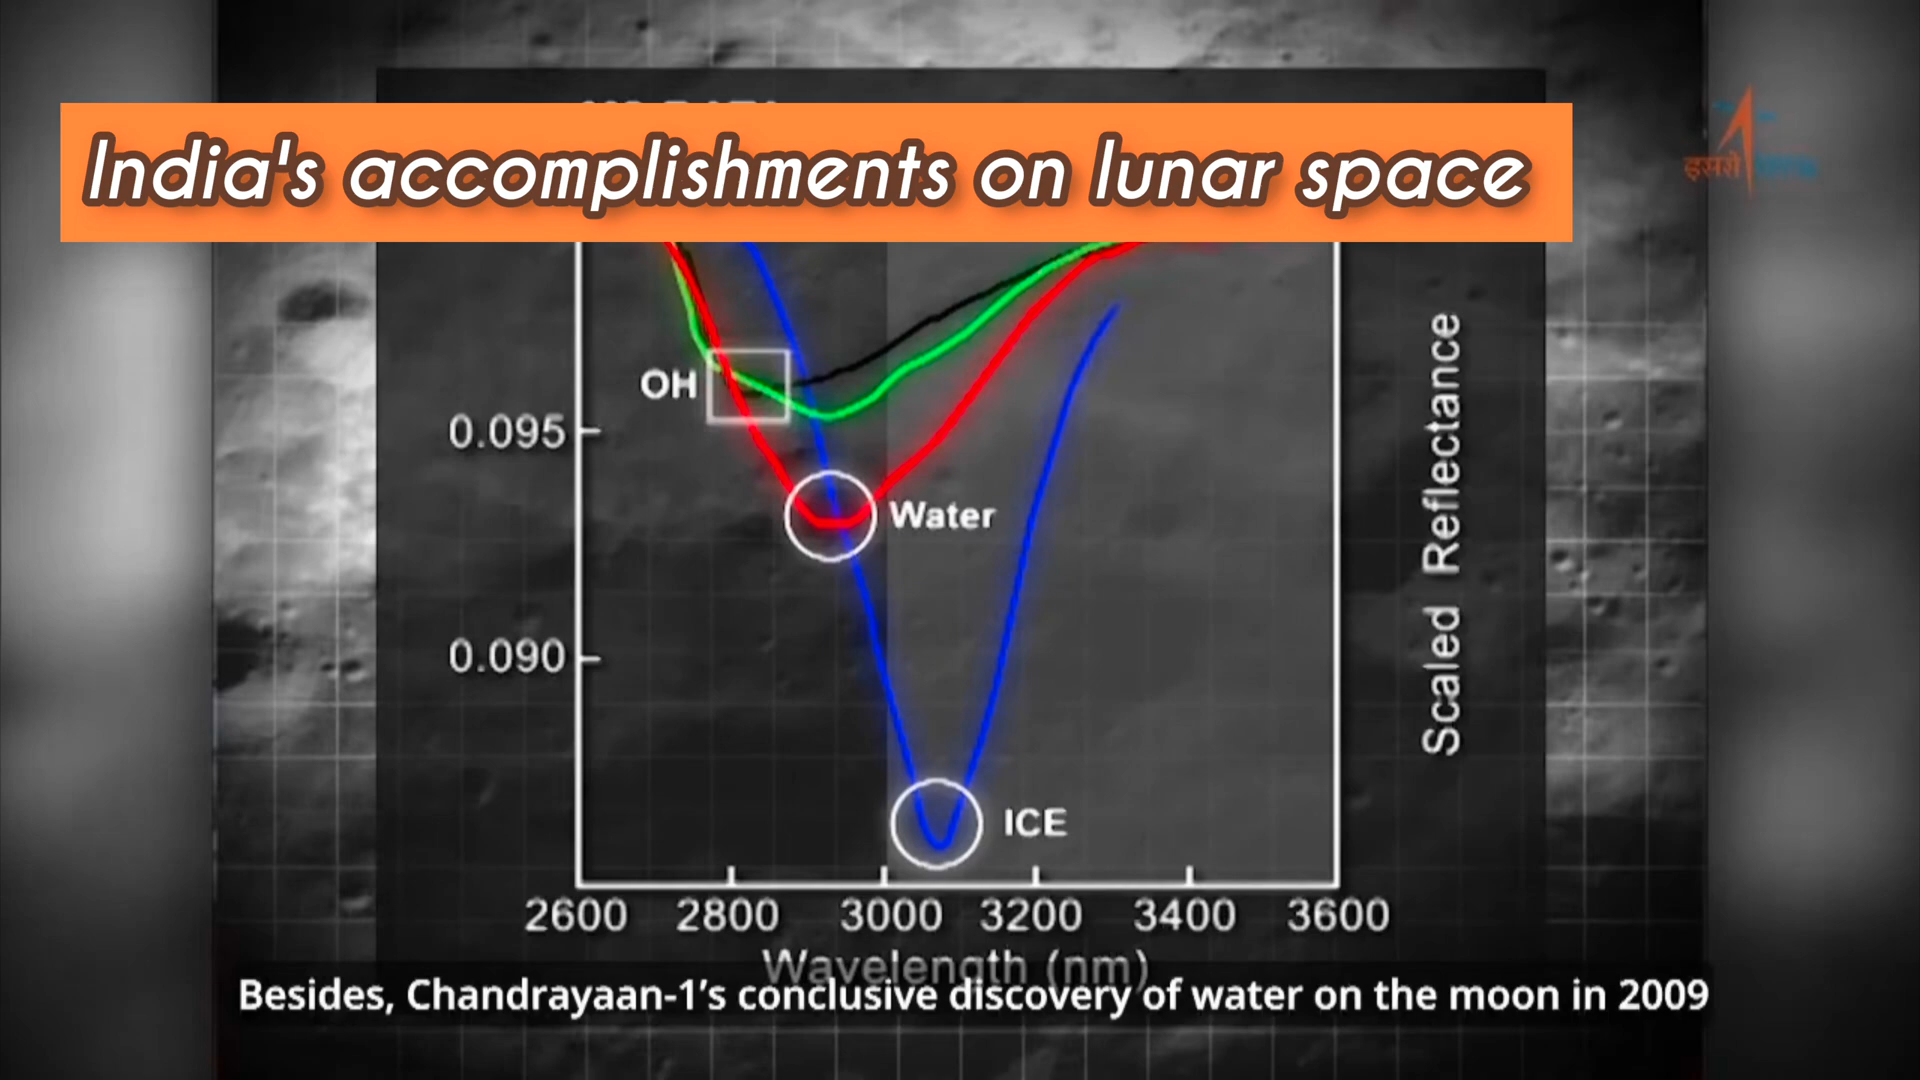 India's accomplishments on lunar space
इसरो
OH
0.095
Water
0.090
ICE
Scaled Reflectance
2600 2800 3000 3200 3400 3600
Wavelength (nm)
Besides, Chandrayaan-1’s conclusive discovery of water on the moon in 2009